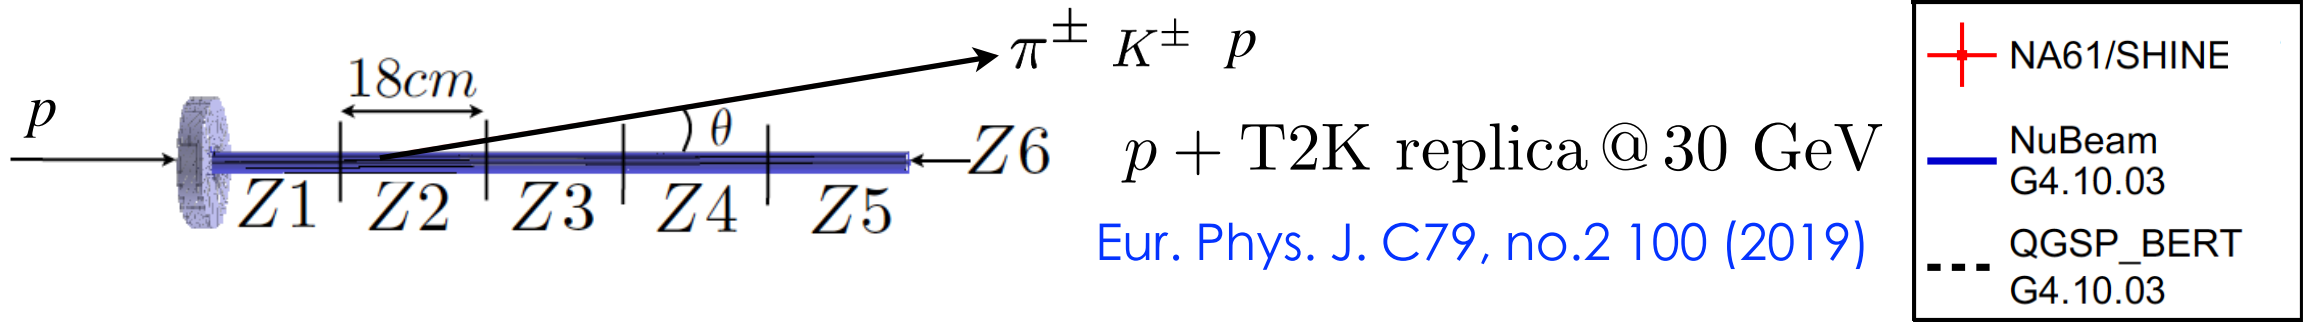 p
18cm
θ
π± K± p
Z1
Z2
Z3
Z4
Z5
Z6
p + T2K replica @ 30 GeV
Eur. Phys. J. C79, no.2 100 (2019)
NA61/SHINE
NuBeam
G4.10.03
QGSP_BERT
G4.10.03